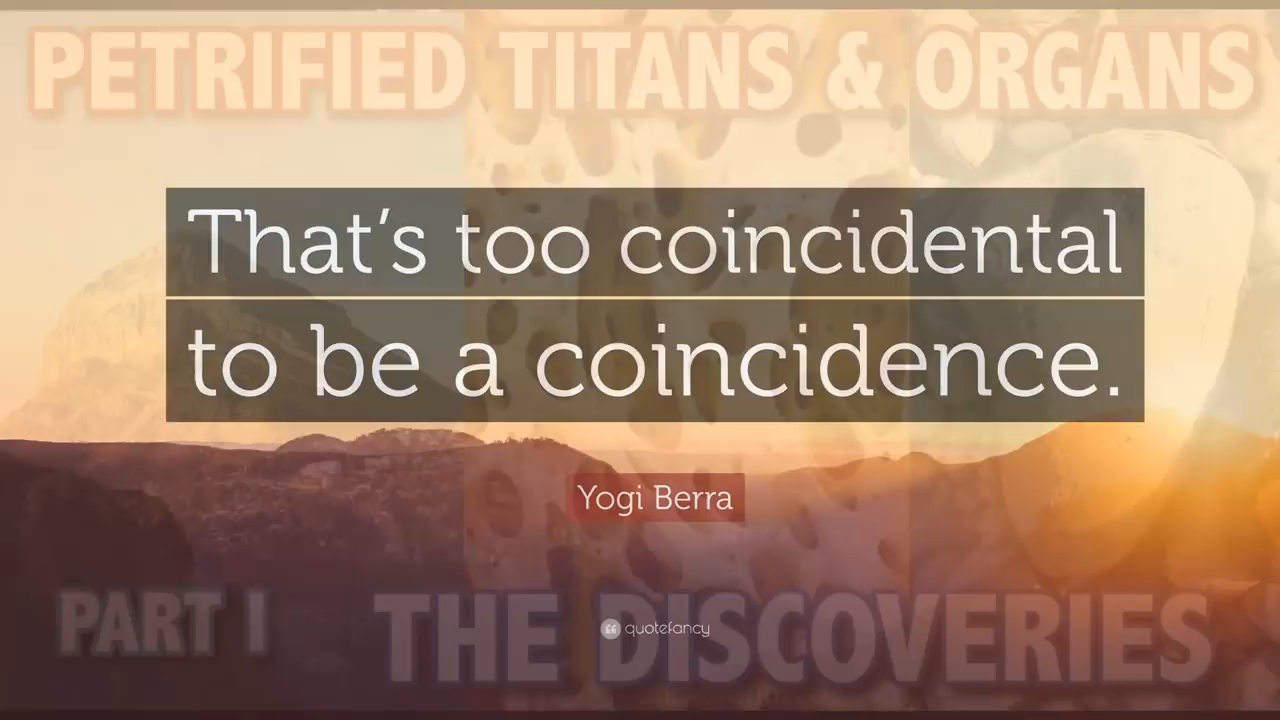 PETRIFIED TITANS & ORGANS
That’s too coincidental
to be a coincidence.
Yogi Berra
quotefancy
PART I
THE DISCOVERIES